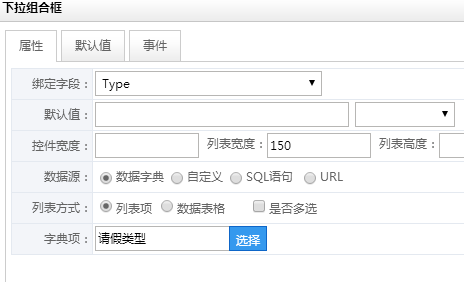 下拉组合框
属性 默认值 事件
绑定字段： Type
默认值：
控件宽度： 列表宽度： 150 列表高度：
数据源： 数据字典 自定义 SQL语句 URL
列表方式： 列表项 数据表格 是否多选
字典项： 请假类型 选择